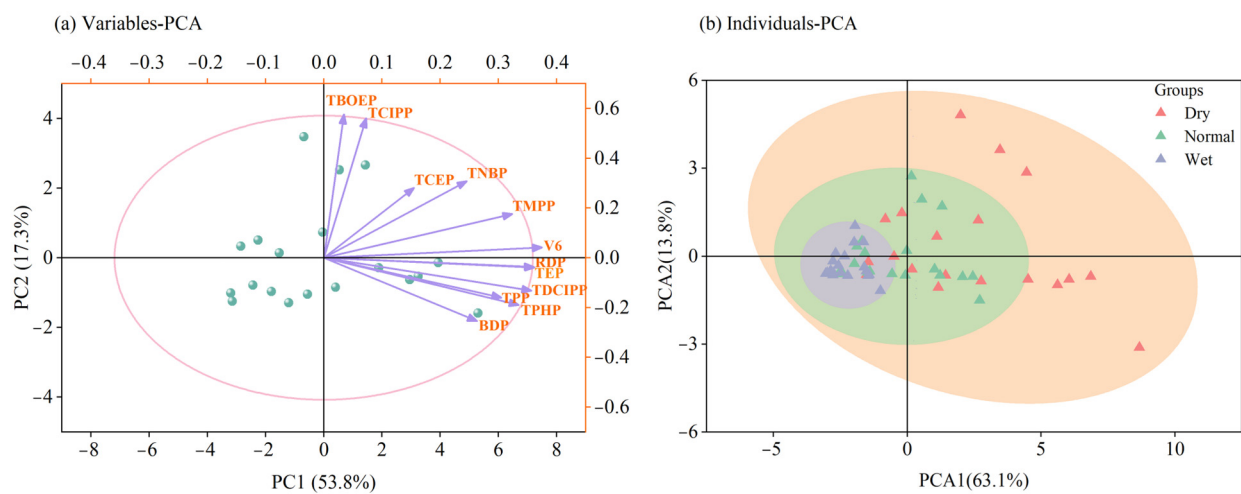 (a) Variables-PCA
−0.4 −0.3 −0.2 −0.1 0.0 0.1 0.2 0.3 0.4
4
2
0
−2
−4
0.6
0.4
0.2
0.0
−0.2
−0.4
−0.6
TBOEP
TCIPP
TCEP
TNBP
TMPP
V6
RDP
TEP
TDCIPP
TPP
TPHP
BDP
PC2 (17.3%)
−8 −6 −4 −2 0 2 4 6 8
PC1 (53.8%)
(b) Individuals-PCA
6
3
0
−3
−6
Groups
Dry
Normal
Wet
PCA2(13.8%)
−5 0 5 10
PCA1(63.1%)